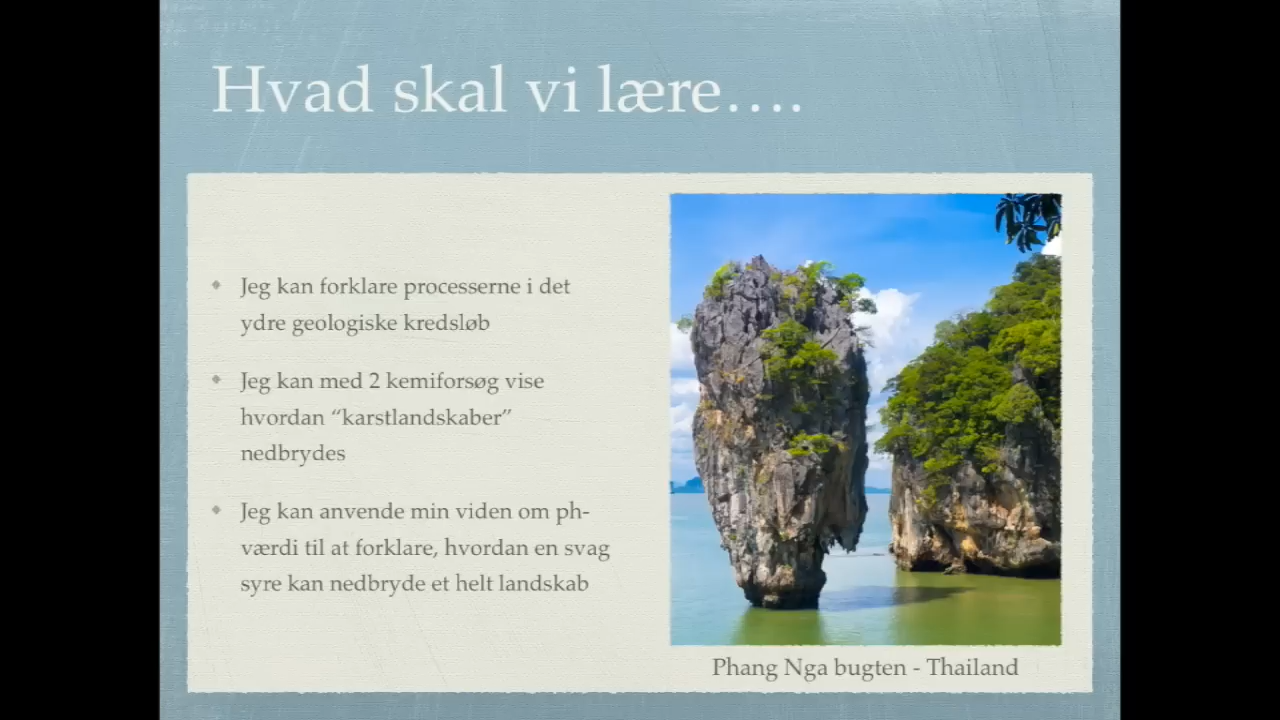 Hvad skal vi lære….
Jeg kan forklare processerne i det
ydre geologiske kredsløb
Jeg kan med 2 kemiforsøg vise
hvordan “karstlandskaber”
nedbrydes
Jeg kan anvende min viden om ph-
værdi til at forklare, hvordan en svag
syre kan nedbryde et helt landskab
Phang Nga bugten - Thailand